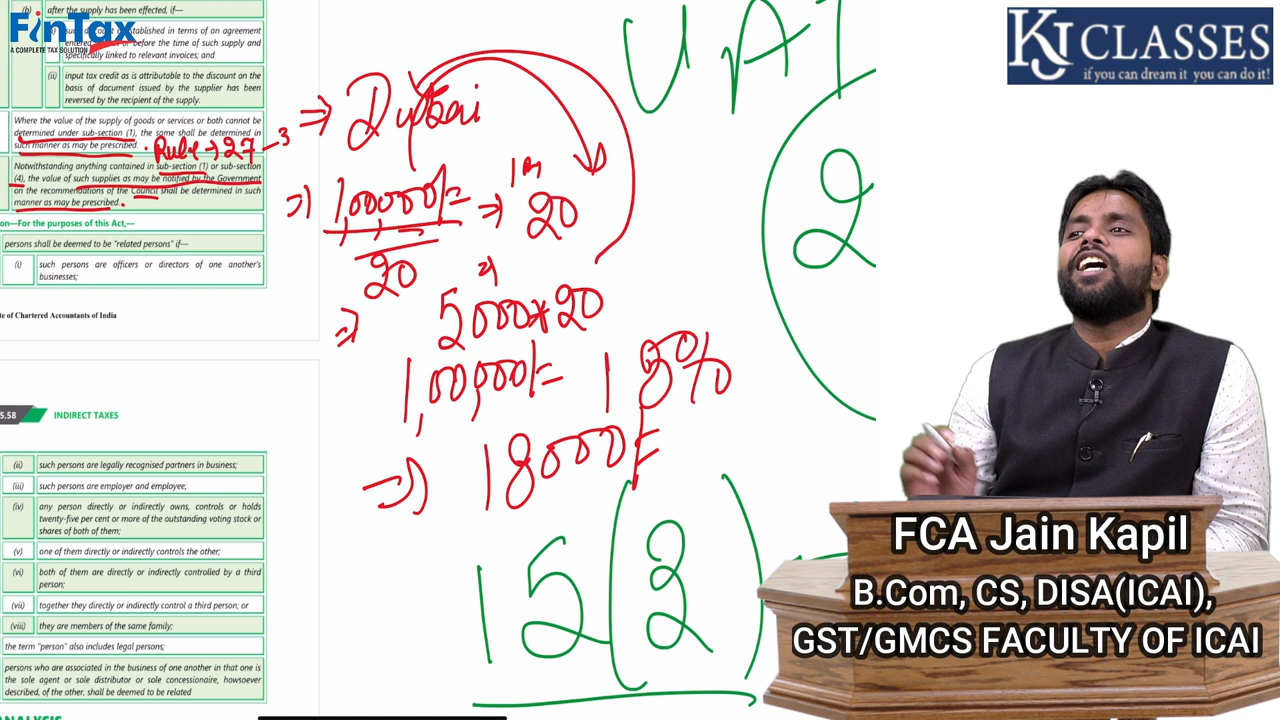 (b) after the supply has been effected, if—
established in terms of an agreement
before the time of such supply and
specifically linked to relevant invoices; and
FinTax
A COMPLETE TAX SOLUTION
(ii) input tax credit as is attributable to the discount on the
basis of document issued by the supplier has been
reversed by the recipient of the supply.
Where the value of the supply of goods or services or both cannot be
determined under sub-section (1), the same shall be determined in
such manner as may be prescribed.
Rule → 27 - 3
Notwithstanding anything contained in sub-section (1) or sub-section
(4), the value of such supplies as may be notified by the Government
on the recommendations of the Council shall be determined in such
manner as may be prescribed.
on—For the purposes of this Act,—
persons shall be deemed to be "related persons" if—
(i) such persons are officers or directors of one another's
businesses;
te of Chartered Accountants of India
5.58 INDIRECT TAXES
(ii) such persons are legally recognised partners in business;
(iii) such persons are employer and employee;
(iv) any person directly or indirectly owns, controls or holds
twenty-five per cent or more of the outstanding voting stock or
shares of both of them;
(v) one of them directly or indirectly controls the other;
(vi) both of them are directly or indirectly controlled by a third
person;
(vii) together they directly or indirectly control a third person; or
(viii) they are members of the same family;
the term "person" also includes legal persons;
persons who are associated in the business of one another in that one is
the sole agent or sole distributor or sole concessionaire, howsoever
described, of the other, shall be deemed to be related
ANALYSIS
⇒ Dubai
⇒ 1,00,000/= ⇒ 20
20
⇒ 5000*20
1,00,000/= 18%
⇒ 18000/=
15 (2)
2
KJ CLASSES
if you can dream it you can do it!
FCA Jain Kapil
B.Com, CS, DISA(ICAI),
GST/GMCS FACULTY OF ICAI